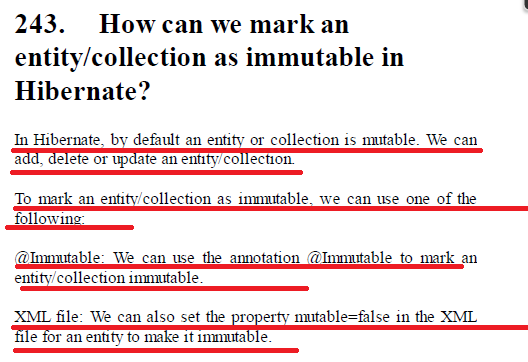 243. How can we mark an
entity/collection as immutable in
Hibernate?
In Hibernate, by default an entity or collection is mutable. We can
add, delete or update an entity/collection.
To mark an entity/collection as immutable, we can use one of the
following:
@Immutable: We can use the annotation @Immutable to mark an
entity/collection immutable.
XML file: We can also set the property mutable=false in the XML
file for an entity to make it immutable.